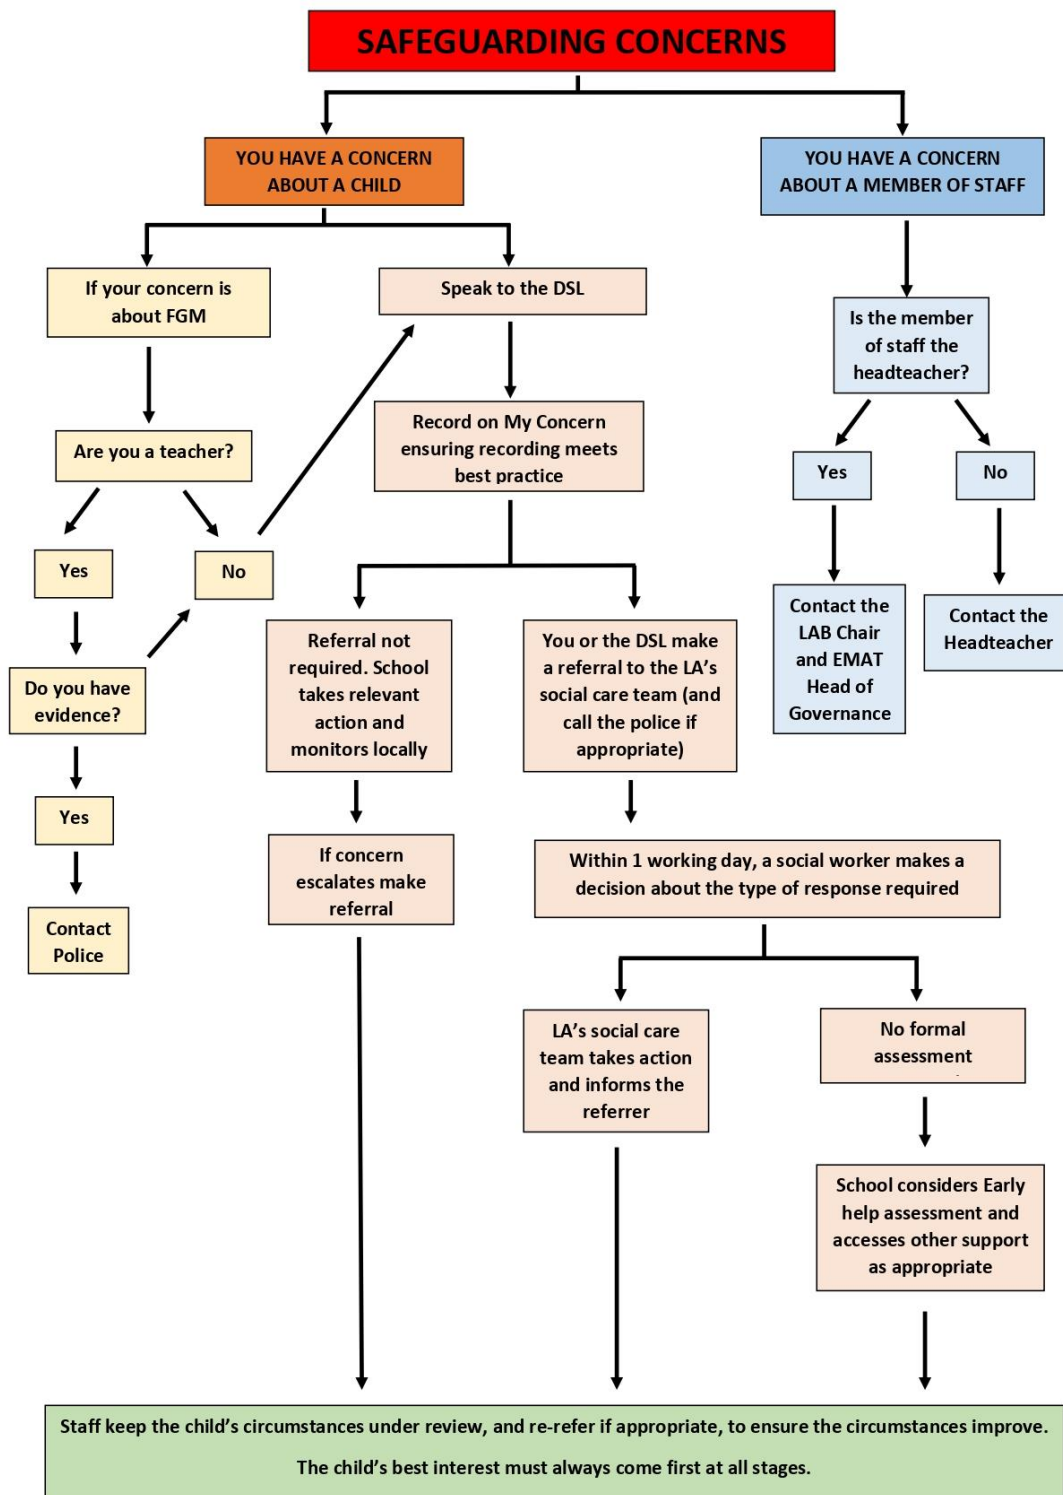 SAFEGUARDING CONCERNS
YOU HAVE A CONCERN
ABOUT A CHILD
YOU HAVE A CONCERN
ABOUT A MEMBER OF STAFF
If your concern is
about FGM
Speak to the DSL
Is the member
of staff the
headteacher?
Are you a teacher?
Record on My Concern
ensuring recording meets
best practice
Yes
No
Yes
No
Referral not
required. School
takes relevant
action and
monitors locally
You or the DSL make
a referral to the LA's
social care team (and
call the police if
appropriate)
Contact the
LAB Chair
and EMAT
Head of
Governance
Contact the
Headteacher
Do you have
evidence?
Yes
If concern
escalates make
referral
Within 1 working day, a social worker makes a
decision about the type of response required
Contact
Police
LA's social care
team takes action
and informs the
referrer
No formal
assessment
School considers Early
help assessment and
accesses other support
as appropriate
Staff keep the child's circumstances under review, and re-refer if appropriate, to ensure the circumstances improve.
The child's best interest must always come first at all stages.